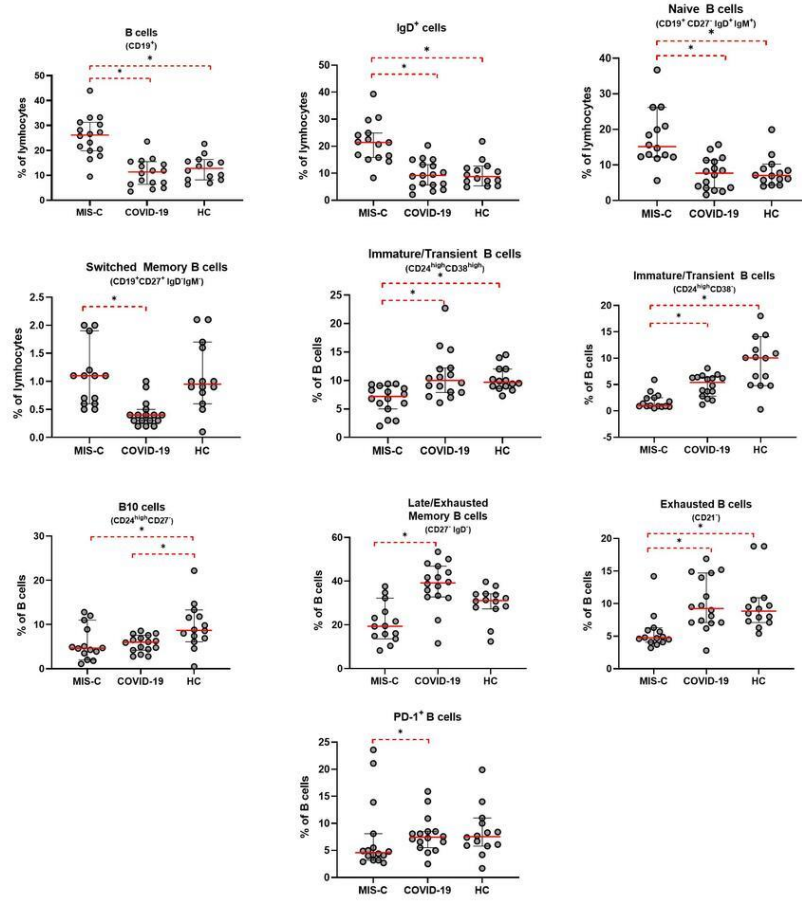 B cells
(CD19⁺)
*
*
% of lymphocytes
50
40
30
20
10
0
MIS-C COVID-19 HC
IgD⁺ cells
*
*
% of lymphocytes
50
40
30
20
10
0
MIS-C COVID-19 HC
Naive B cells
(CD19⁺ CD27⁻ IgD⁺ IgM⁺)
*
*
% of lymphocytes
40
30
20
10
0
MIS-C COVID-19 HC
Switched Memory B cells
(CD19⁺CD27⁺ IgD⁻IgM⁻)
*
% of lymphocytes
2.5
2.0
1.5
1.0
0.5
0.0
MIS-C COVID-19 HC
Immature/Transient B cells
(CD24ʰⁱᵍʰCD38ʰⁱᵍʰ)
*
*
% of B cells
25
20
15
10
5
0
MIS-C COVID-19 HC
Immature/Transient B cells
(CD24ʰⁱᵍʰCD38⁻)
*
*
% of B cells
20
15
10
5
0
-5
MIS-C COVID-19 HC
B10 cells
(CD24ʰⁱᵍʰCD27⁻)
*
*
% of B cells
30
20
10
0
MIS-C COVID-19 HC
Late/Exhausted
Memory B cells
(CD27⁻ IgD⁻)
*
% of B cells
60
40
20
0
MIS-C COVID-19 HC
Exhausted B cells
(CD21⁻)
*
*
% of B cells
20
15
10
5
0
MIS-C COVID-19 HC
PD-1⁺ B cells
*
% of B cells
25
20
15
10
5
0
MIS-C COVID-19 HC